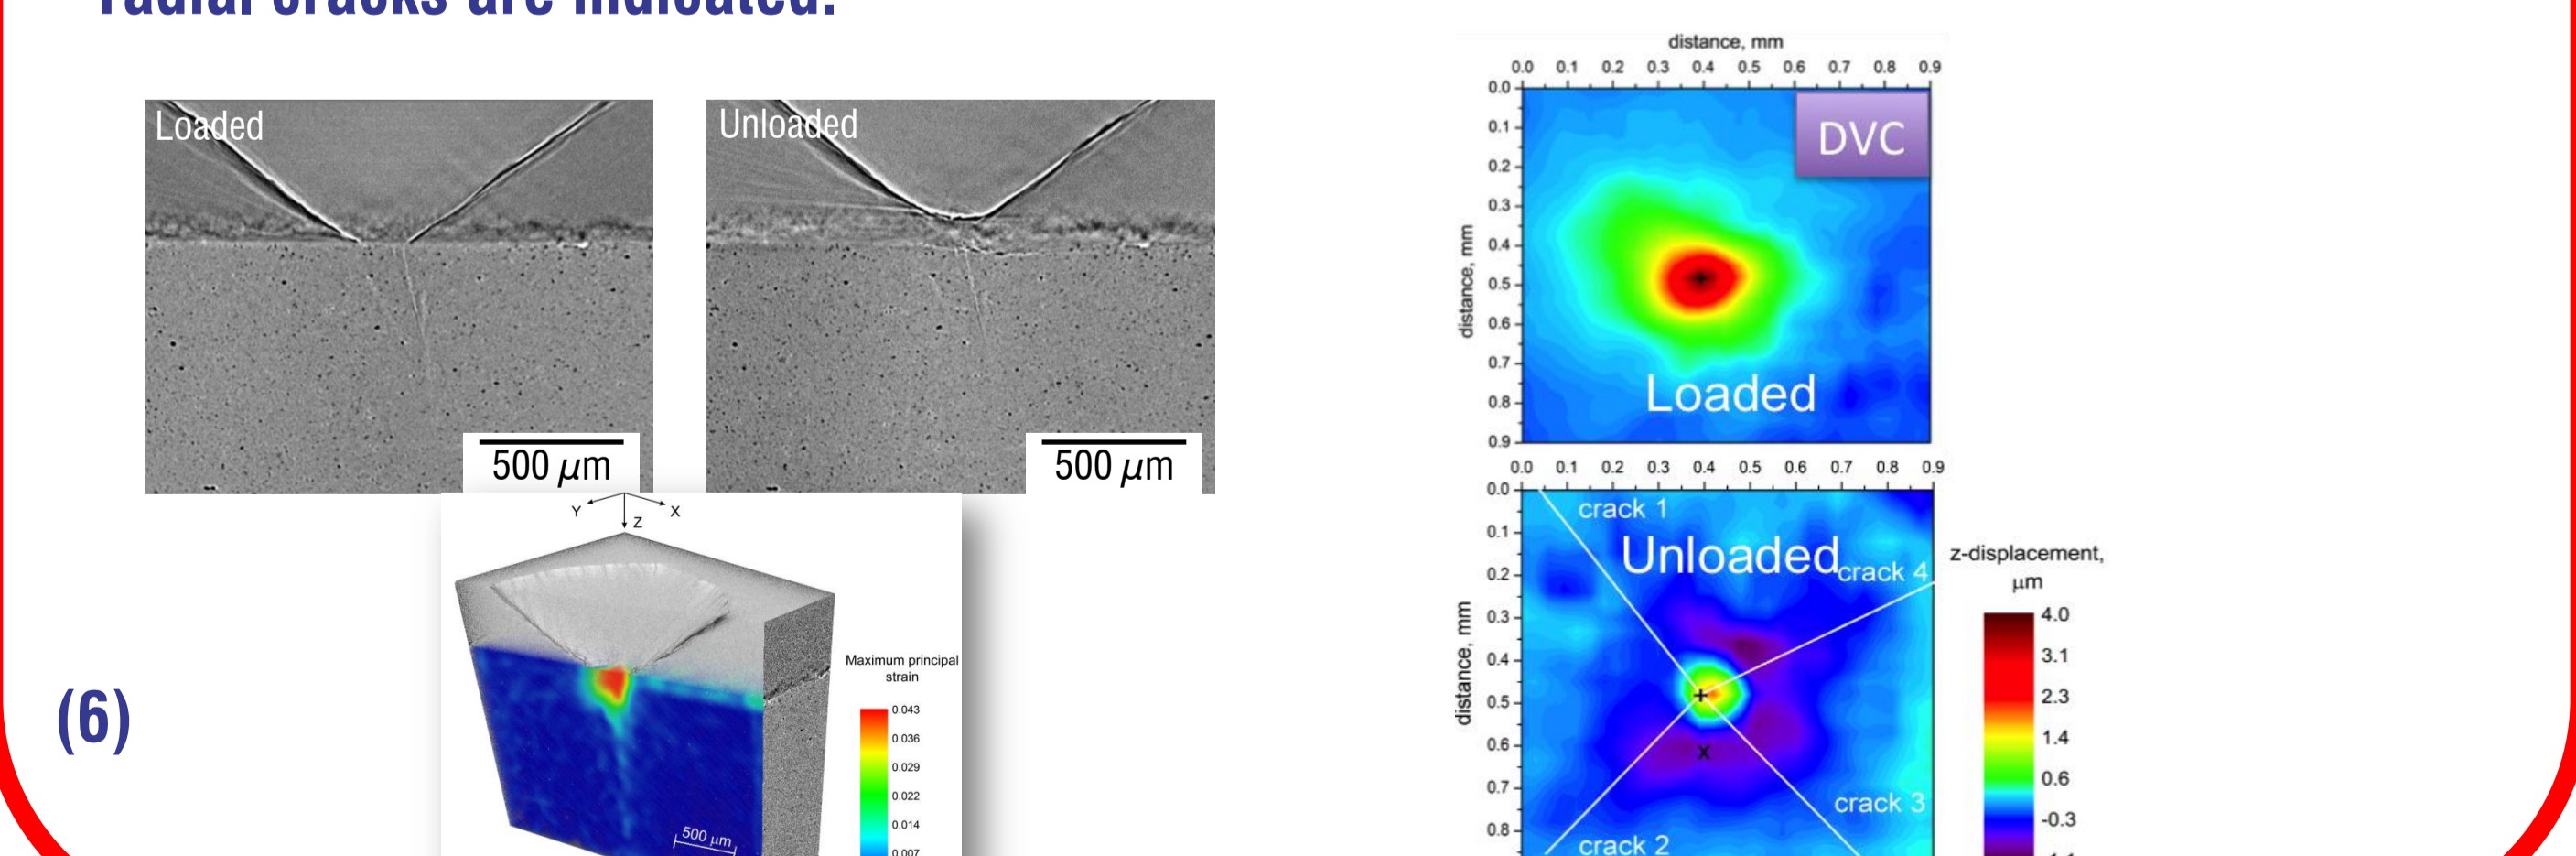 radial cracks are indicated.
Loaded
500 μm
Unloaded
500 μm
Y
X
Z
Maximum principal
strain
0.043
0.036
0.029
0.022
0.014
0.007
500 μm
(6)
distance, mm
0.0 0.1 0.2 0.3 0.4 0.5 0.6 0.7 0.8 0.9
0.0
0.1
0.2
0.3
0.4
0.5
0.6
0.7
0.8
0.9
distance, mm
DVC
Loaded
0.0 0.1 0.2 0.3 0.4 0.5 0.6 0.7 0.8 0.9
0.0
0.1
0.2
0.3
0.4
0.5
0.6
0.7
0.8
distance, mm
crack 1
Unloaded
crack 4
+
x
crack 3
crack 2
z-displacement,
μm
4.0
3.1
2.3
1.4
0.6
-0.3